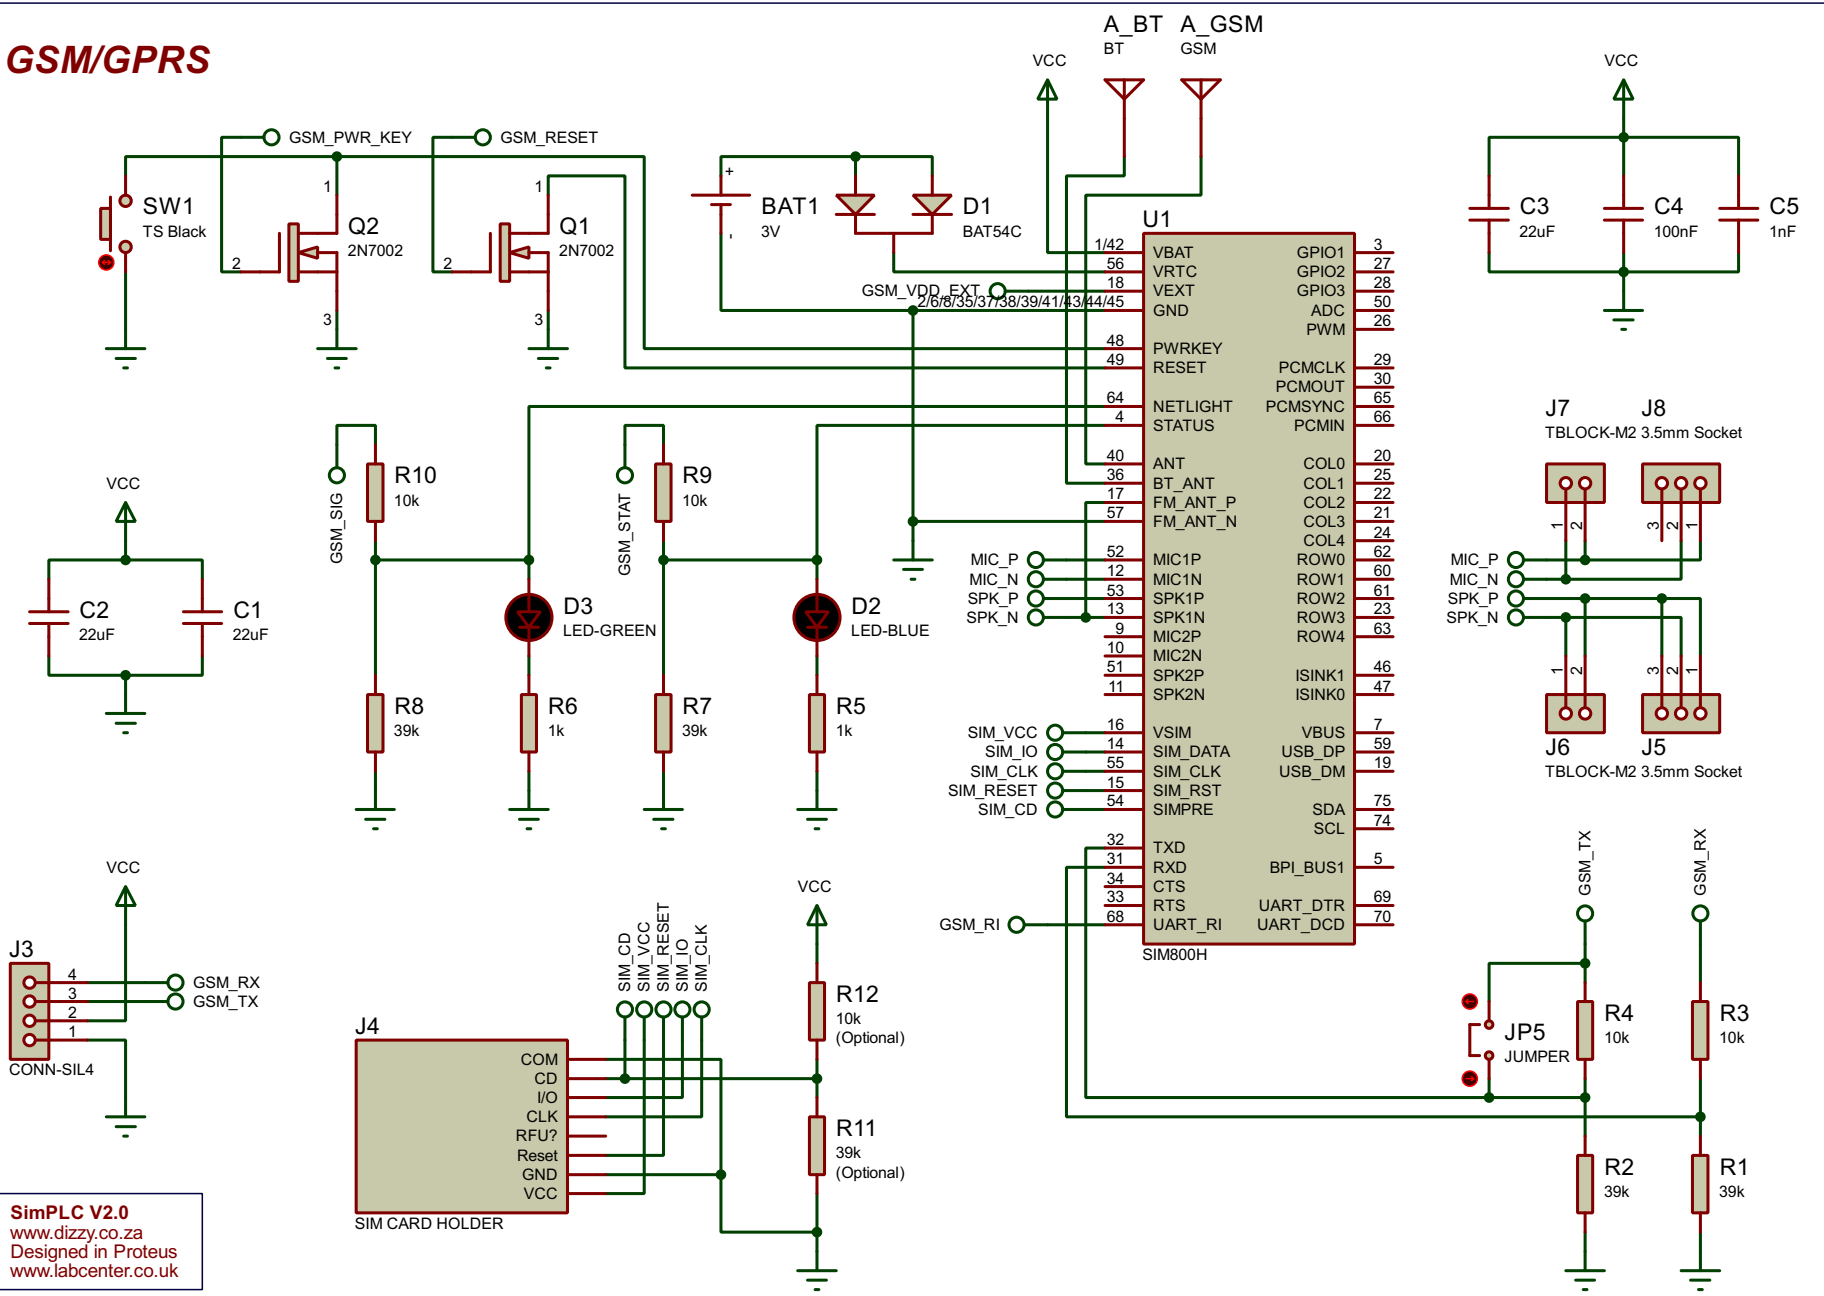 GSM/GPRS
A_BT
BT
A_GSM
GSM
VCC
VCC
GSM_PWR_KEY
GSM_RESET
SW1
TS Black
1
2
3
Q2
2N7002
1
2
3
Q1
2N7002
+
-
BAT1
3V
D1
BAT54C
GSM_VDD_EXT
2/6/8/35/37/38/39/41/43/44/45
C3
22uF
C4
100nF
C5
1nF
U1
1/42 VBAT
56 VRTC
18 VEXT
GND
48 PWRKEY
49 RESET
64 NETLIGHT
4 STATUS
40 ANT
36 BT_ANT
17 FM_ANT_P
57 FM_ANT_N
MIC_P 52 MIC1P
MIC_N 12 MIC1N
SPK_P 53 SPK1P
SPK_N 13 SPK1N
9 MIC2P
10 MIC2N
51 SPK2P
11 SPK2N
SIM_VCC 16 VSIM
SIM_IO 14 SIM_DATA
SIM_CLK 55 SIM_CLK
SIM_RESET 15 SIM_RST
SIM_CD 54 SIMPRE
32 TXD
31 RXD
34 CTS
33 RTS
GSM_RI 68 UART_RI
GPIO1 3
GPIO2 27
GPIO3 28
ADC 50
PWM 26
PCMCLK 29
PCMOUT 30
PCMSYNC 65
PCMIN 66
COL0 20
COL1 25
COL2 22
COL3 21
COL4 24
ROW0 62
ROW1 60
ROW2 61
ROW3 23
ROW4 63
ISINK1 46
ISINK0 47
VBUS 7
USB_DP 59
USB_DM 19
SDA 75
SCL 74
BPI_BUS1 5
UART_DTR 69
UART_DCD 70
SIM800H
VCC
C2
22uF
C1
22uF
GSM_SIG
R10
10k
GSM_STAT
R9
10k
D3
LED-GREEN
D2
LED-BLUE
R8
39k
R6
1k
R7
39k
R5
1k
J7
J8
TBLOCK-M2 3.5mm Socket
1
2
3
2
1
MIC_P
MIC_N
SPK_P
SPK_N
1
2
3
2
1
J6
J5
TBLOCK-M2 3.5mm Socket
VCC
J3
4
3
2
1
GSM_RX
GSM_TX
CONN-SIL4
SIM_CD
SIM_VCC
SIM_RESET
SIM_IO
SIM_CLK
VCC
R12
10k
(Optional)
R11
39k
(Optional)
J4
COM
CD
I/O
CLK
RFU?
Reset
GND
VCC
SIM CARD HOLDER
GSM_TX
GSM_RX
JP5
JUMPER
R4
10k
R3
10k
R2
39k
R1
39k
SimPLC V2.0
www.dizzy.co.za
Designed in Proteus
www.labcenter.co.uk